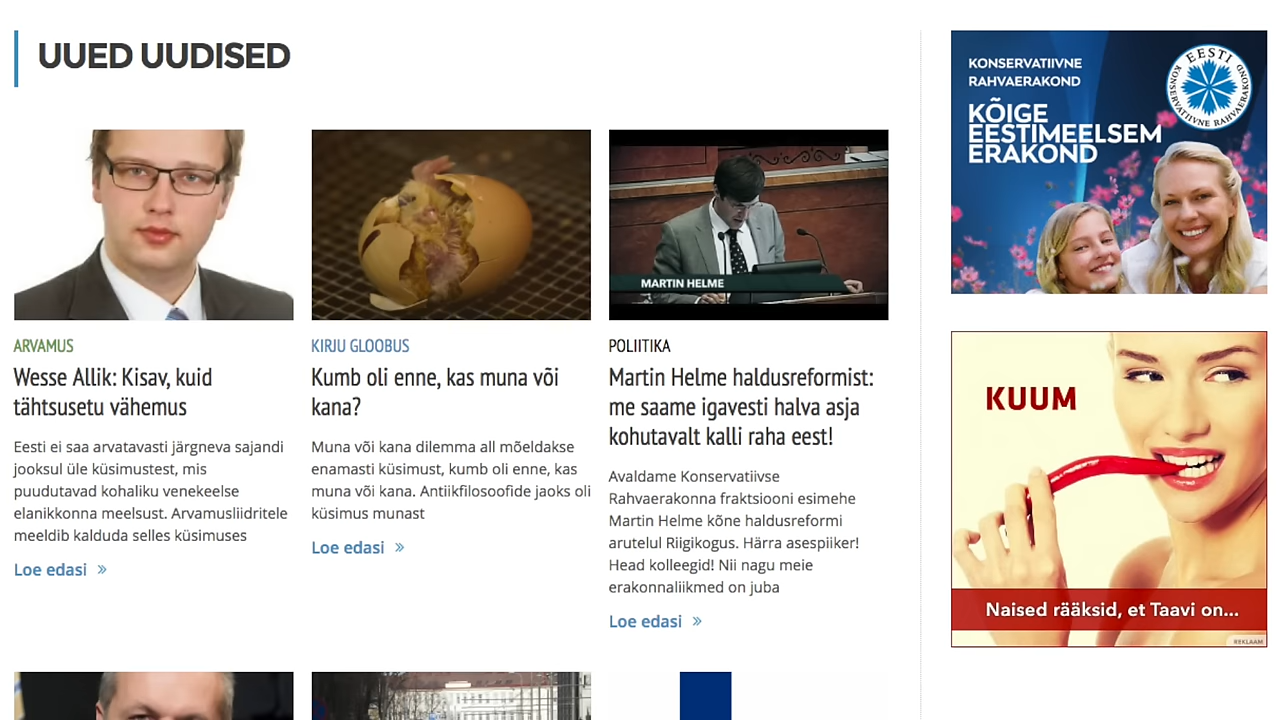 UUED UUDISED
ARVAMUS
Wesse Allik: Kisav, kuid
tähtsusetu vähemus
Eesti ei saa arvatavasti järgneva sajandi
jooksul üle küsimustest, mis
puudutavad kohaliku venekeelse
elanikkonna meelsust. Arvamusliidritele
meeldib kalduda selles küsimuses
Loe edasi »
KIRJU GLOOBUS
Kumb oli enne, kas muna või
kana?
Muna või kana dilemma all mõeldakse
enamasti küsimust, kumb oli enne, kas
muna või kana. Antiikfilosoofide jaoks oli
küsimus munast
Loe edasi »
MARTIN HELME
POLIITIKA
Martin Helme haldusreformist:
me saame igavesti halva asja
kohutavalt kalli raha eest!
Avaldame Konservatiivse
Rahvaerakonna fraktsiooni esimehe
Martin Helme kõne haldusreformi
arutelul Riigikogus. Härra asespiiker!
Head kolleegid! Nii nagu meie
erakonnaliikmed on juba
Loe edasi »
KONSERVATIIVNE
RAHVAERAKOND
KÕIGE
EESTIMEELSEM
ERAKOND
EESTI
KONSERVATIIVNE RAHVAERAKOND
KUUM
Naised rääksid, et Taavi on...
REKLAAM